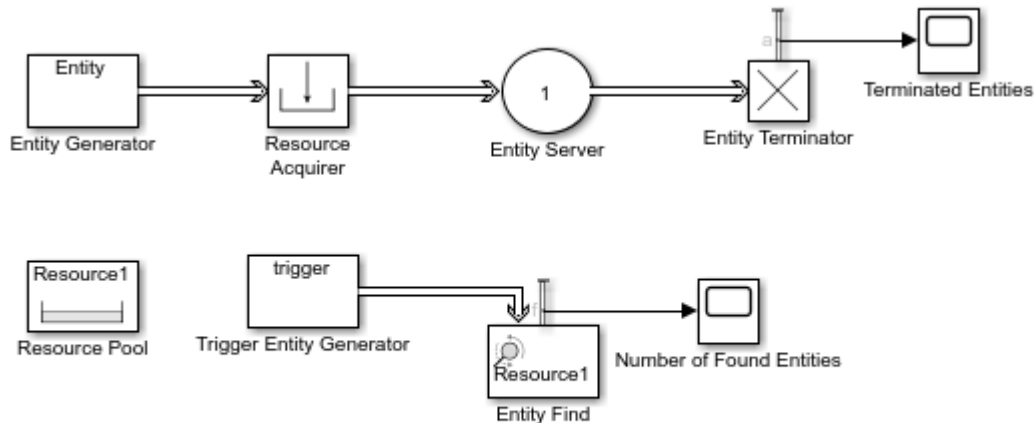 a
Entity
1
Terminated Entities
Entity Generator
Resource
Acquirer
Entity Server
Entity Terminator
Resource1
trigger
f
Resource Pool
Trigger Entity Generator
Resource1
Number of Found Entities
Entity Find